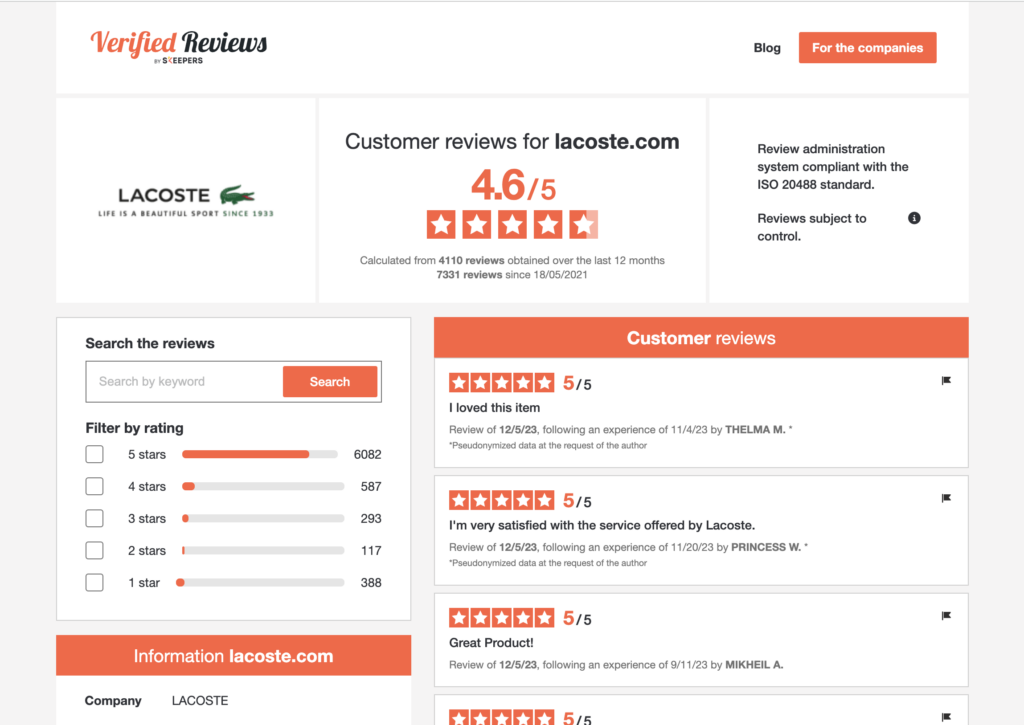 Verified Reviews
BY SKEEPERS
Blog
For the companies
LACOSTE
LIFE IS A BEAUTIFUL SPORT SINCE 1933
Customer reviews for lacoste.com
4.6/5
Calculated from 4110 reviews obtained over the last 12 months
7331 reviews since 18/05/2021
Review administration
system compliant with the
ISO 20488 standard.
Reviews subject to
control.
Search the reviews
Search by keyword
Search
Filter by rating
5 stars 6082
4 stars 587
3 stars 293
2 stars 117
1 star 388
Information lacoste.com
Company LACOSTE
Customer reviews
5/5
I loved this item
Review of 12/5/23, following an experience of 11/4/23 by THELMA M. *
*Pseudonymized data at the request of the author
5/5
I'm very satisfied with the service offered by Lacoste.
Review of 12/5/23, following an experience of 11/20/23 by PRINCESS W. *
*Pseudonymized data at the request of the author
5/5
Great Product!
Review of 12/5/23, following an experience of 9/11/23 by MIKHEIL A.
5/5